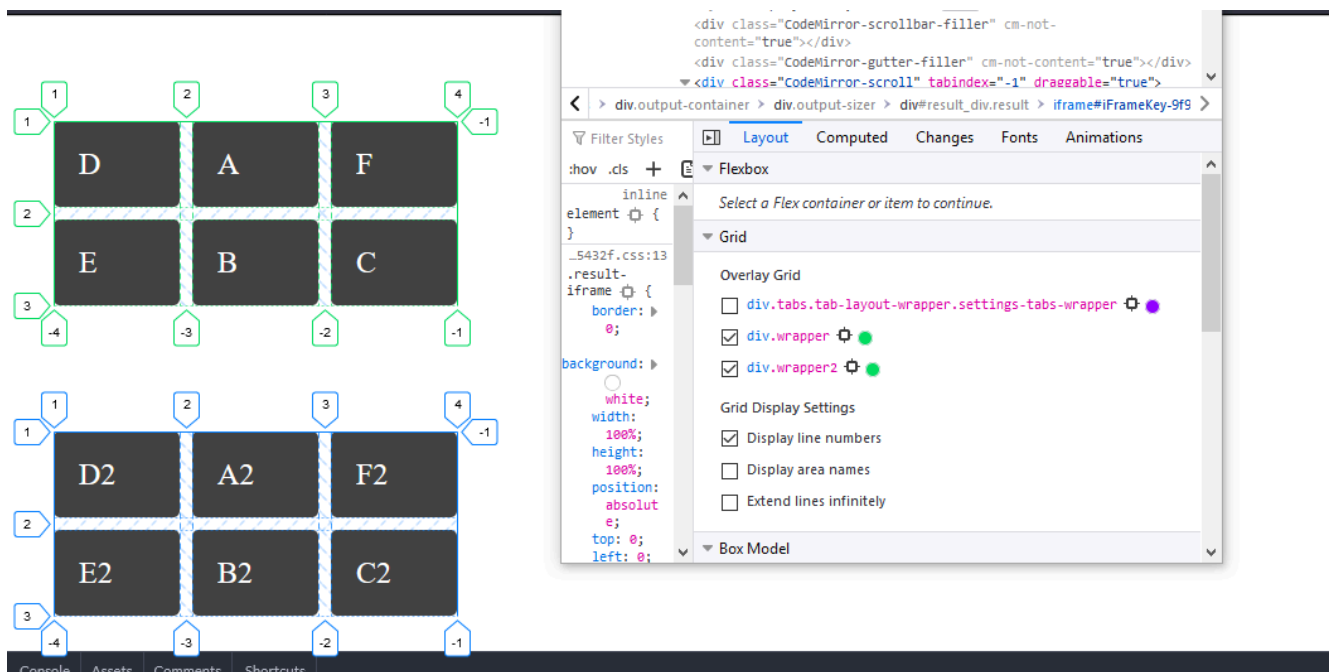 1 2 3 4
1 -1
D A F
2
E B C
3
-4 -3 -2 -1
1 2 3 4
1 -1
D2 A2 F2
2
E2 B2 C2
3
-4 -3 -2 -1
Console Assets Comments Shortcuts
<div class="CodeMirror-scrollbar-filler" cm-not-
content="true"></div>
<div class="CodeMirror-gutter-filler" cm-not-content="true"></div>
<div class="CodeMirror-scroll" tabindex="-1" draggable="true">
div.output-container > div.output-sizer > div#result_div.result > iframe#iFrameKey-9f9
Filter Styles
:hov .cls +
inline
element {
}
…5432f.css:13
.result-
iframe {
border:
0;
background:
white;
width:
100%;
height:
100%;
position:
absolut
e;
top: 0;
left: 0;
Layout Computed Changes Fonts Animations
Flexbox
Select a Flex container or item to continue.
Grid
Overlay Grid
div.tabs.tab-layout-wrapper.settings-tabs-wrapper
div.wrapper
div.wrapper2
Grid Display Settings
Display line numbers
Display area names
Extend lines infinitely
Box Model